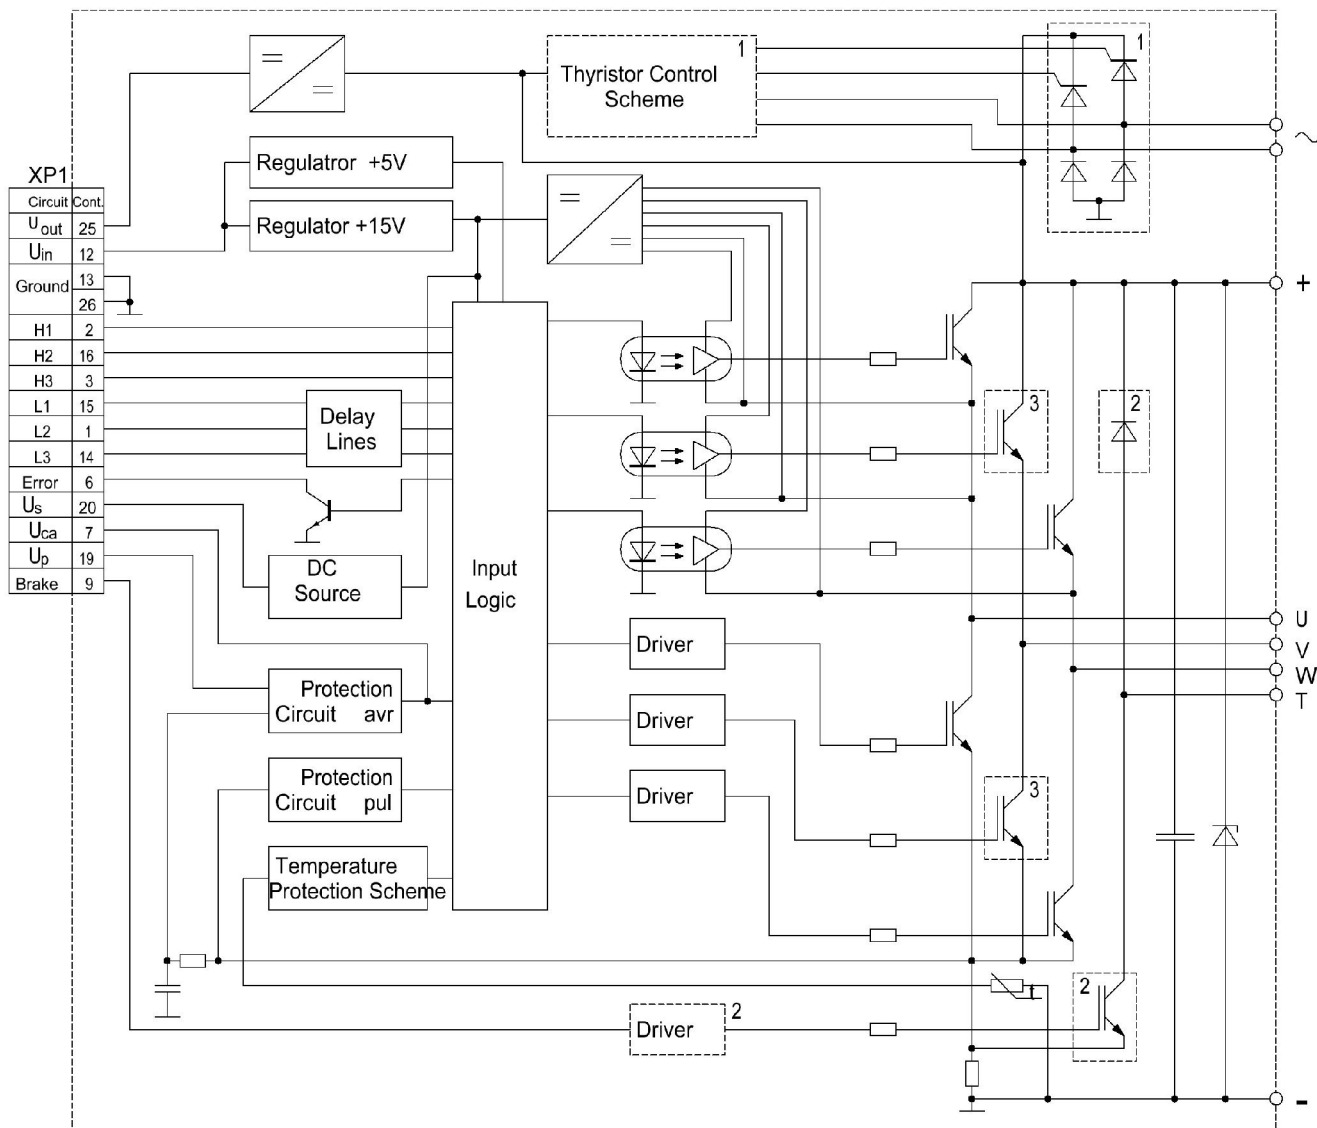 1
Thyristor Control
Scheme
1
Regulatror +5V
XP1
Circuit Cont.
U out 25
Regulator +15V
Uin 12
Ground 13
26
+
H1 2
H2 16
H3 3
L1 15
L2 1
L3 14
Delay
Lines
3
2
Error 6
Us 20
Uca 7
Up 19
Brake 9
DC
Source
Input
Logic
U
V
W
T
Driver
Protection
Circuit avr
Driver
Protection
Circuit pul
Driver
3
Temperature
Protection Scheme
t
2
Driver
2
-